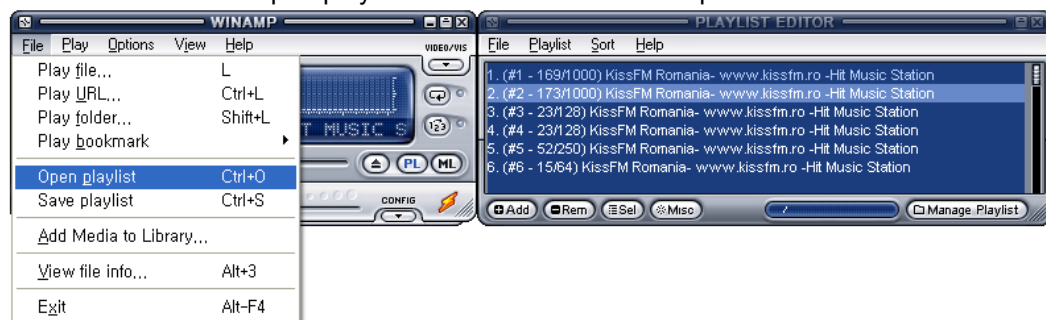 WINAMP
File Play Options View Help
VIDEO/VIS
Play file... L
Play URL... Ctrl+L
Play folder... Shift+L
Play bookmark
Open playlist Ctrl+O
Save playlist Ctrl+S
Add Media to Library...
View file info... Alt+3
Exit Alt-F4
T MUSIC S
PL ML
CONFIG
PLAYLIST EDITOR
File Playlist Sort Help
1. (#1 - 169/1000) KissFM Romania- www.kissfm.ro -Hit Music Station
2. (#2 - 173/1000) KissFM Romania- www.kissfm.ro -Hit Music Station
3. (#3 - 23/128) KissFM Romania- www.kissfm.ro -Hit Music Station
4. (#4 - 23/128) KissFM Romania- www.kissfm.ro -Hit Music Station
5. (#5 - 52/250) KissFM Romania- www.kissfm.ro -Hit Music Station
6. (#6 - 15/64) KissFM Romania- www.kissfm.ro -Hit Music Station
Add Rem Sel Misc Manage Playlist